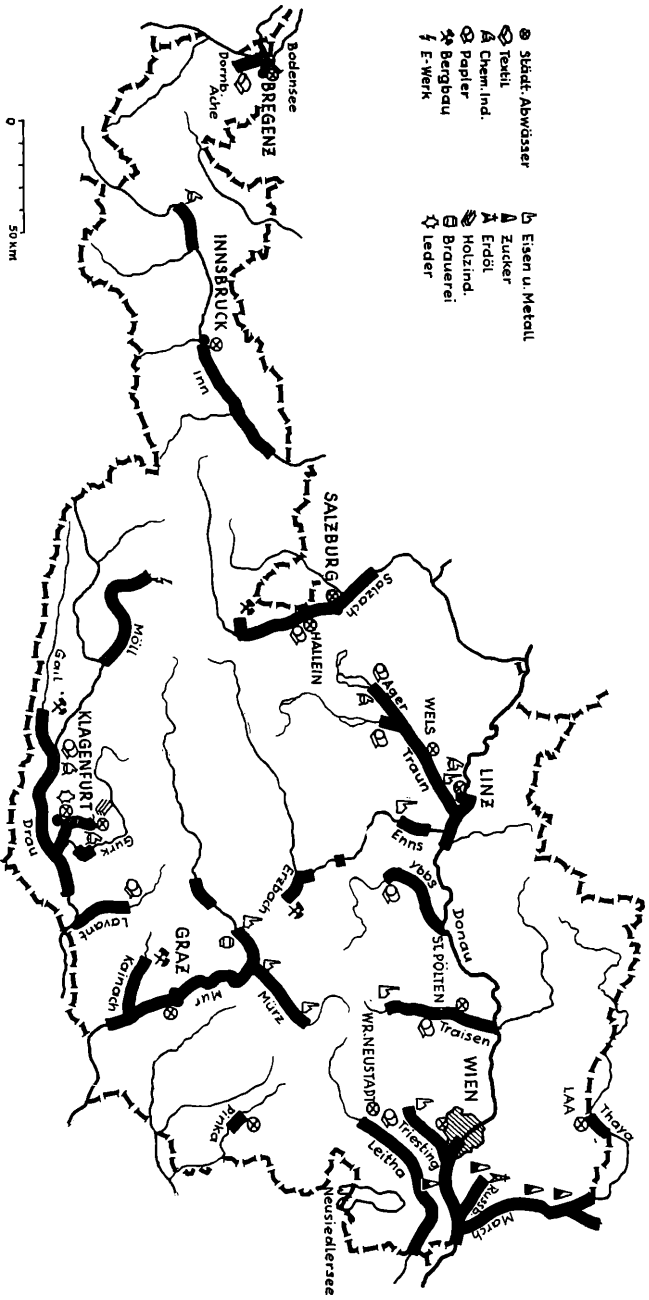 Städt. Abwässer
Textil
Chem. Ind.
Papier
Bergbau
E-Werk
Eisen u. Metall
Zucker
Erdöl
Holzind.
Brauerei
Leder
Bodensee
BREGENZ
Dornb.
Ache
0
50 km
INNSBRUCK
Inn
SALZBURG
Salzach
HALLEIN
Möll
Gail
KLAGENFURT
Drau
Gurk
Lavant
Ager
WELS
Traun
LINZ
Enns
Ybbs
Donau
Erzbach
ST. PÖLTEN
Traisen
GRAZ
Kainach
Mur
Mürz
WR. NEUSTADT
WIEN
Triesting
Leitha
Pinka
LAA
Thaya
Russb.
March
Neusiedlersee